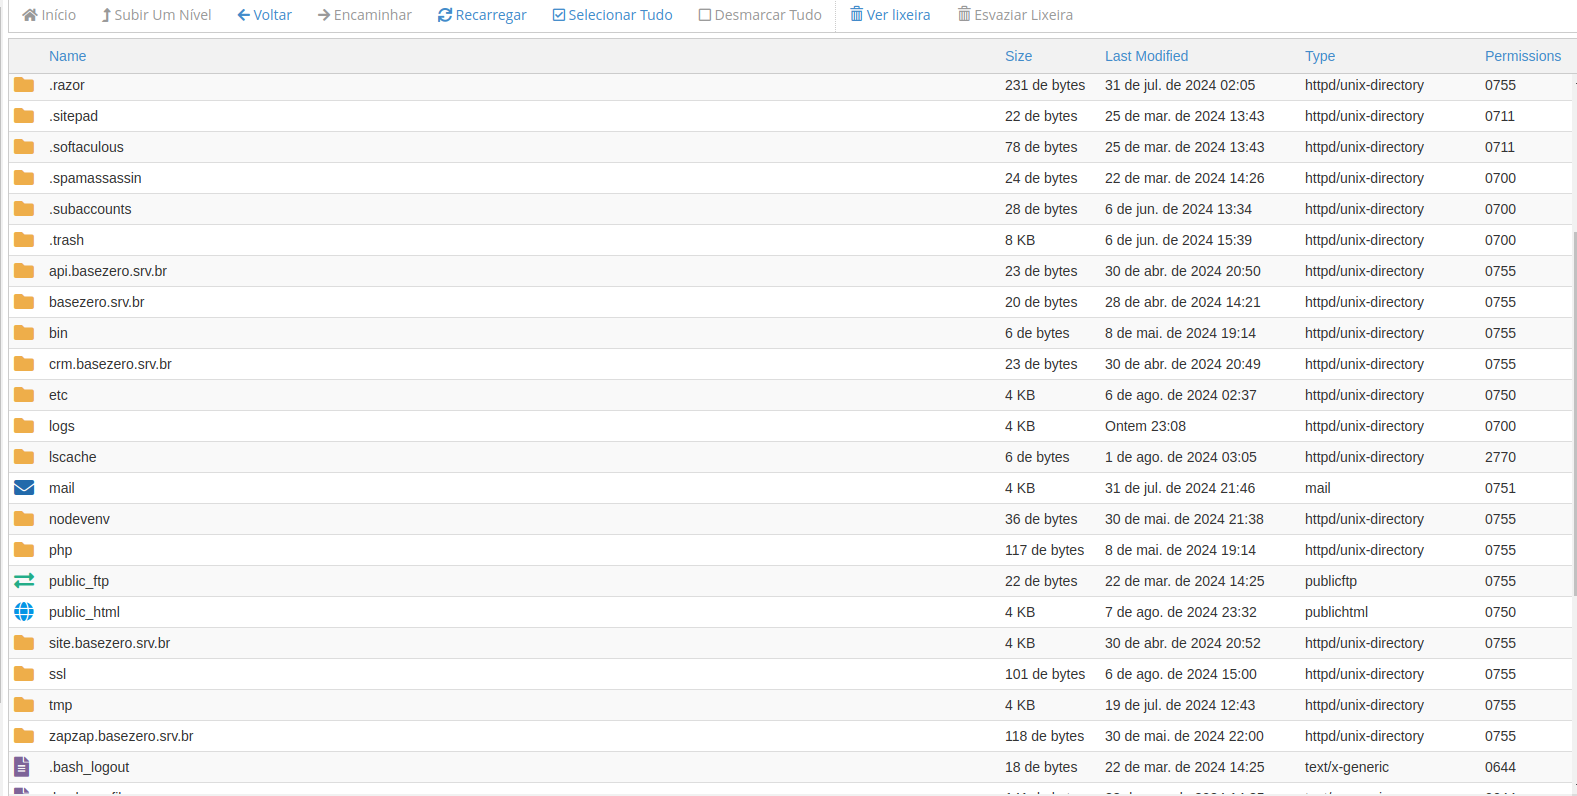 Início Subir Um Nível Voltar Encaminhar Recarregar Selecionar Tudo Desmarcar Tudo Ver lixeira Esvaziar Lixeira
Name Size Last Modified Type Permissions
.razor 231 de bytes 31 de jul. de 2024 02:05 httpd/unix-directory 0755
.sitepad 22 de bytes 25 de mar. de 2024 13:43 httpd/unix-directory 0711
.softaculous 78 de bytes 25 de mar. de 2024 13:43 httpd/unix-directory 0711
.spamassassin 24 de bytes 22 de mar. de 2024 14:26 httpd/unix-directory 0700
.subaccounts 28 de bytes 6 de jun. de 2024 13:34 httpd/unix-directory 0700
.trash 8 KB 6 de jun. de 2024 15:39 httpd/unix-directory 0700
api.basezero.srv.br 23 de bytes 30 de abr. de 2024 20:50 httpd/unix-directory 0755
basezero.srv.br 20 de bytes 28 de abr. de 2024 14:21 httpd/unix-directory 0755
bin 6 de bytes 8 de mai. de 2024 19:14 httpd/unix-directory 0755
crm.basezero.srv.br 23 de bytes 30 de abr. de 2024 20:49 httpd/unix-directory 0755
etc 4 KB 6 de ago. de 2024 02:37 httpd/unix-directory 0750
logs 4 KB Ontem 23:08 httpd/unix-directory 0700
lscache 6 de bytes 1 de ago. de 2024 03:05 httpd/unix-directory 2770
mail 4 KB 31 de jul. de 2024 21:46 mail 0751
nodevenv 36 de bytes 30 de mai. de 2024 21:38 httpd/unix-directory 0755
php 117 de bytes 8 de mai. de 2024 19:14 httpd/unix-directory 0755
public_ftp 22 de bytes 22 de mar. de 2024 14:25 publicftp 0755
public_html 4 KB 7 de ago. de 2024 23:32 publichtml 0750
site.basezero.srv.br 4 KB 30 de abr. de 2024 20:52 httpd/unix-directory 0755
ssl 101 de bytes 6 de ago. de 2024 15:00 httpd/unix-directory 0755
tmp 4 KB 19 de jul. de 2024 12:43 httpd/unix-directory 0755
zapzap.basezero.srv.br 118 de bytes 30 de mai. de 2024 22:00 httpd/unix-directory 0755
.bash_logout 18 de bytes 22 de mar. de 2024 14:25 text/x-generic 0644